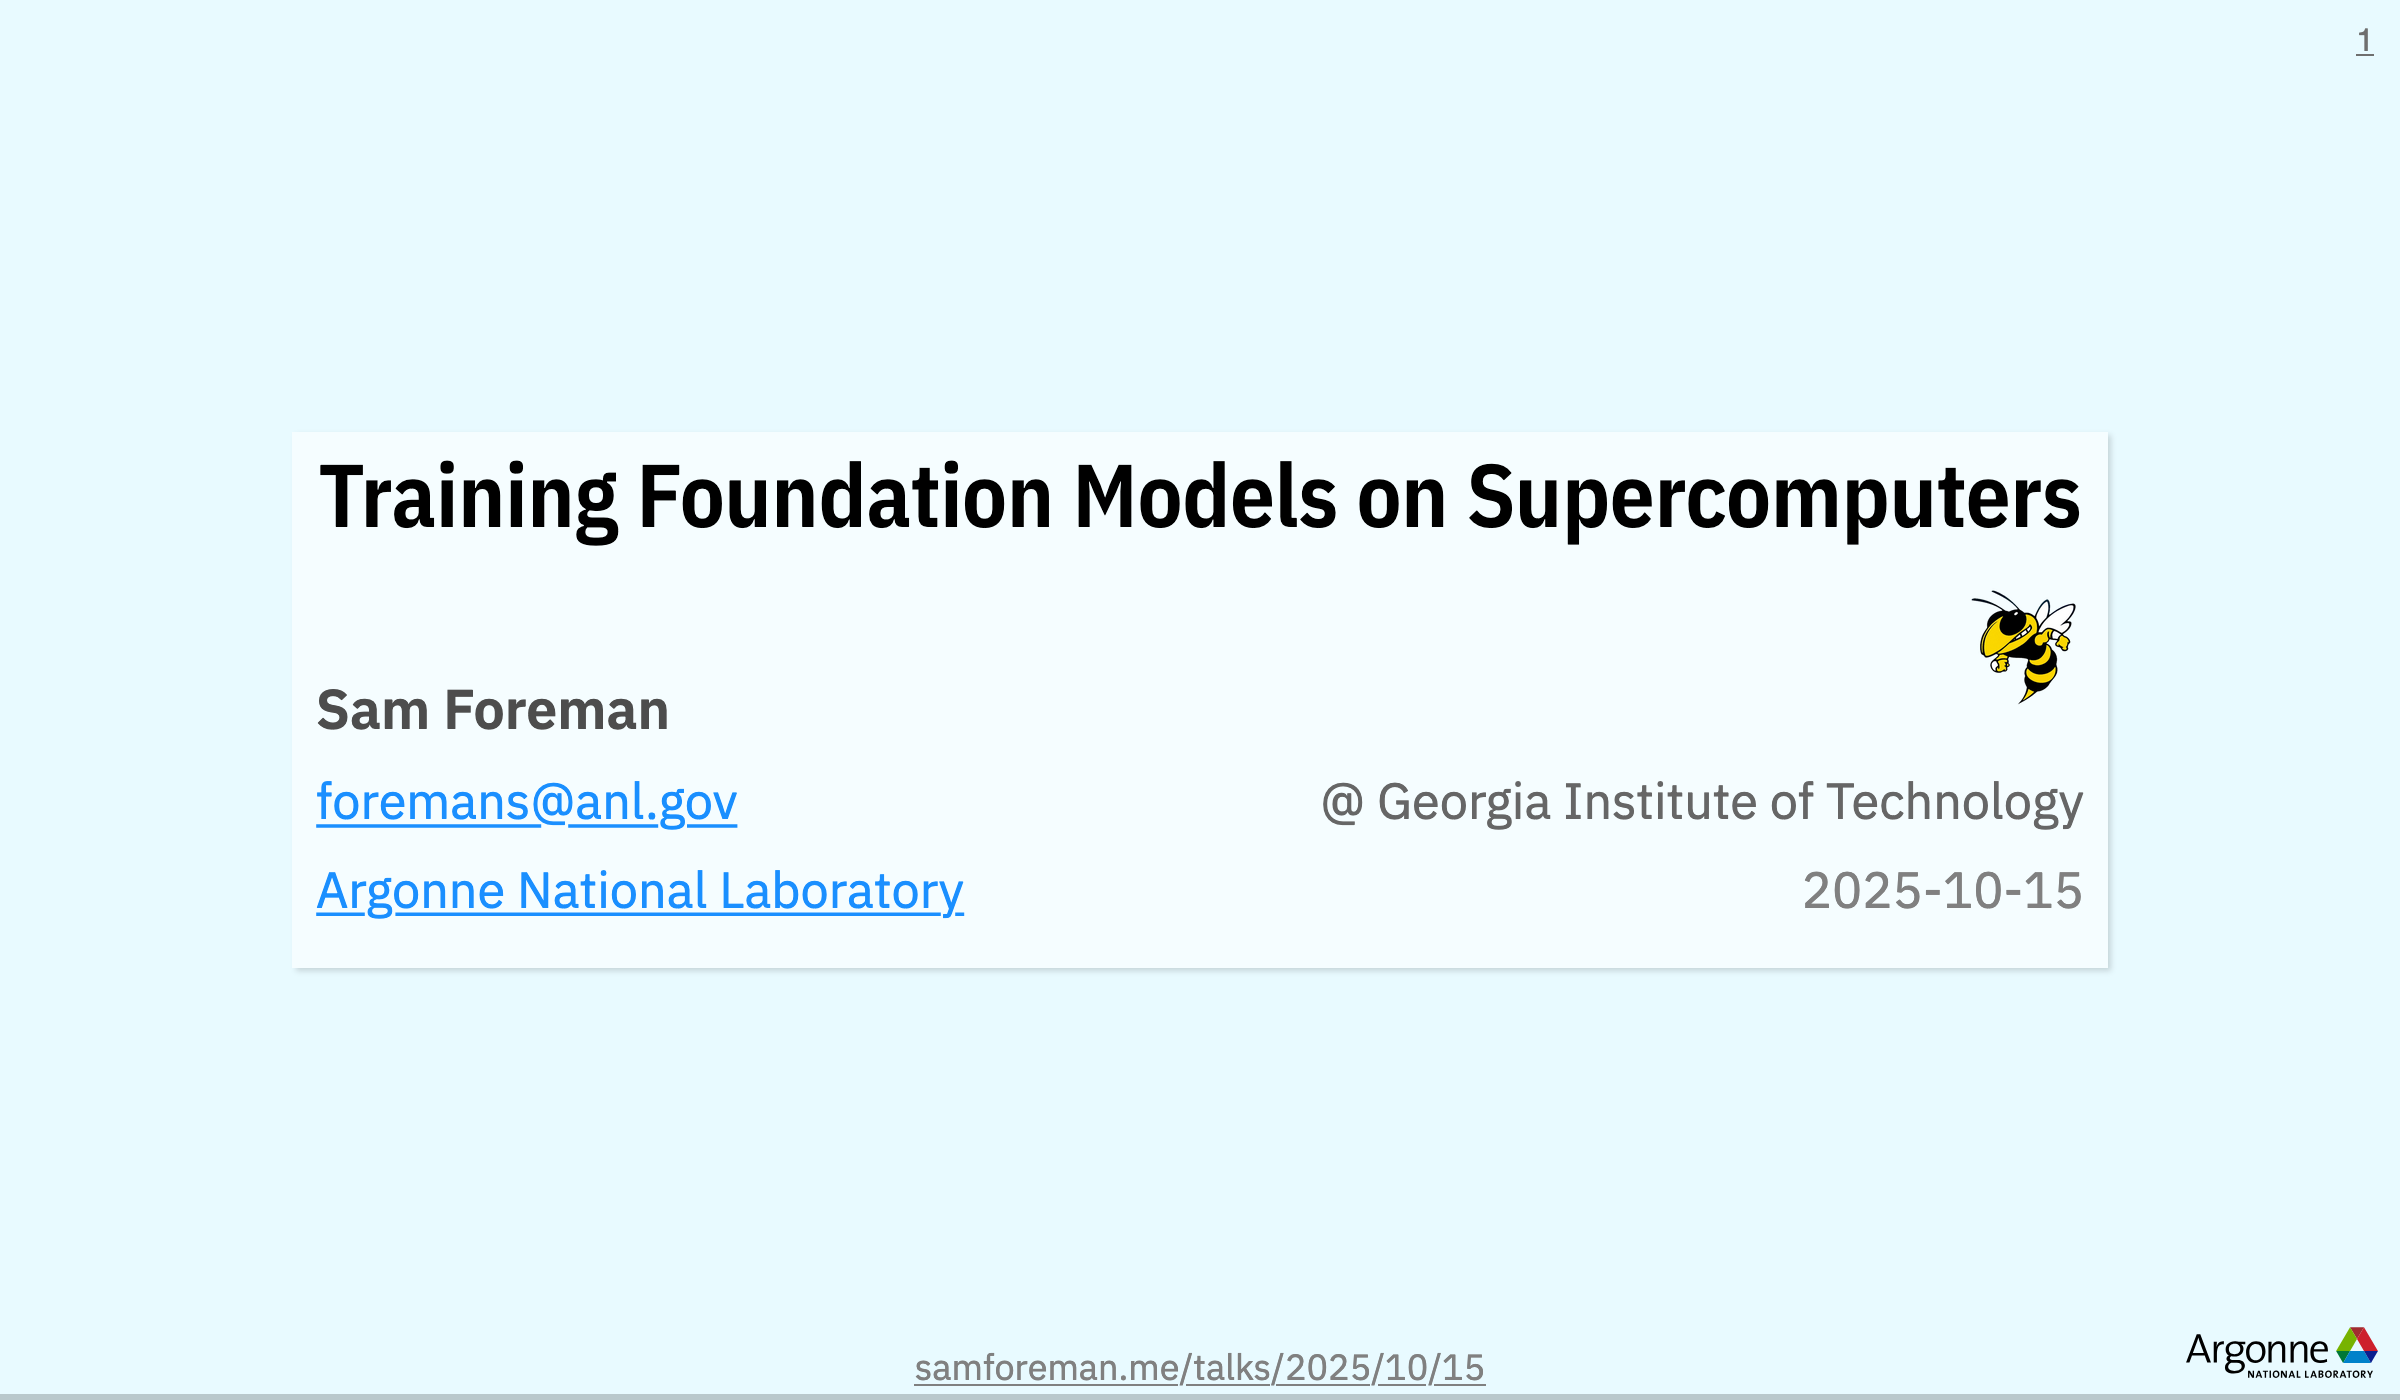 1
Training Foundation Models on Supercomputers
Sam Foreman
foremans@anl.gov
@ Georgia Institute of Technology
Argonne National Laboratory
2025-10-15
samforeman.me/talks/2025/10/15
Argonne
NATIONAL LABORATORY